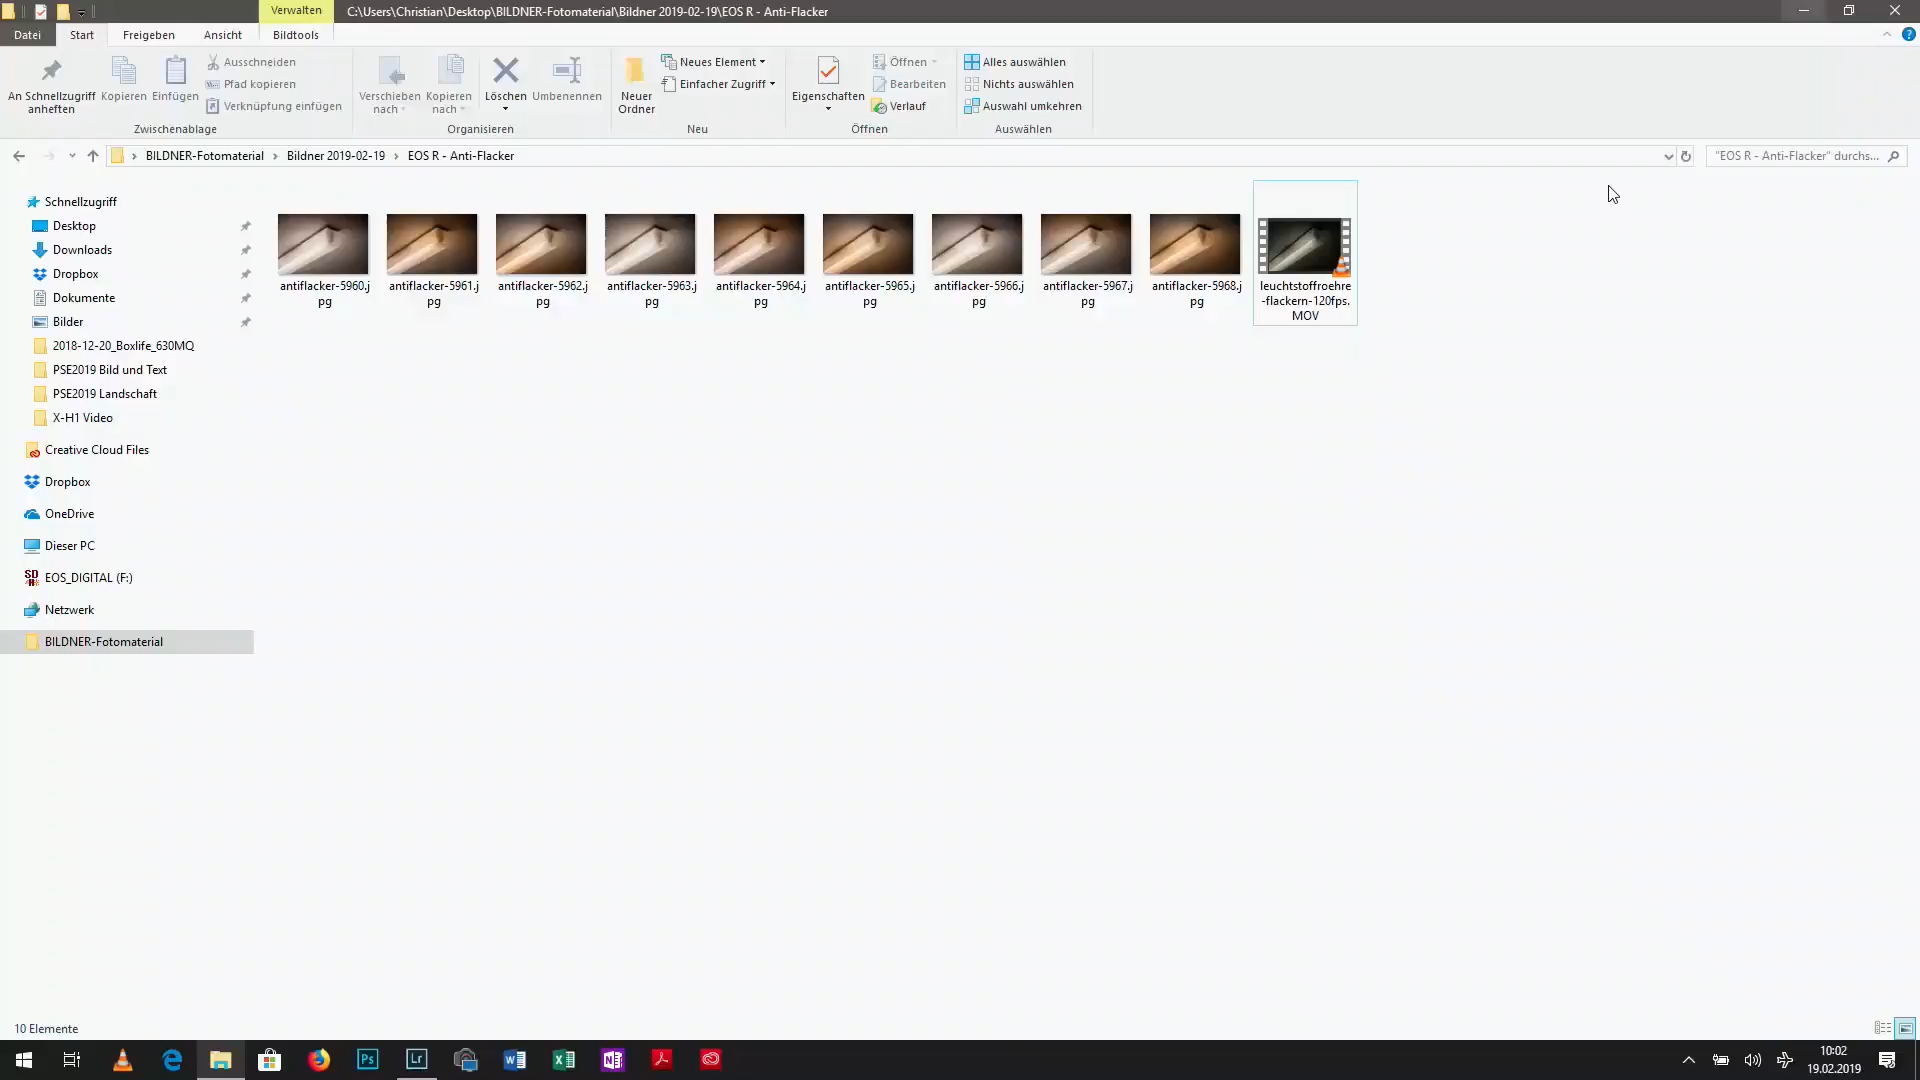 Verwalten
C:\Users\Christian\Desktop\BILDNER-Fotomaterial\Bildner 2019-02-19\EOS R - Anti-Flacker
Datei
Start
Freigeben
Ansicht
Bildtools
An Schnellzugriff
anheften
Kopieren
Einfügen
Ausschneiden
Pfad kopieren
Verknüpfung einfügen
Zwischenablage
Verschieben
nach
Kopieren
nach
Löschen
Umbenennen
Organisieren
Neuer
Ordner
Neues Element
Einfacher Zugriff
Neu
Eigenschaften
Öffnen
Bearbeiten
Verlauf
Öffnen
Alles auswählen
Nichts auswählen
Auswahl umkehren
Auswählen
BILDNER-Fotomaterial
Bildner 2019-02-19
EOS R - Anti-Flacker
"EOS R - Anti-Flacker" durchs...
Schnellzugriff
Desktop
Downloads
Dropbox
Dokumente
Bilder
2018-12-20_Boxlife_630MQ
PSE2019 Bild und Text
PSE2019 Landschaft
X-H1 Video
Creative Cloud Files
Dropbox
OneDrive
Dieser PC
EOS_DIGITAL (F:)
Netzwerk
BILDNER-Fotomaterial
antiflacker-5960.j
pg
antiflacker-5961.j
pg
antiflacker-5962.j
pg
antiflacker-5963.j
pg
antiflacker-5964.j
pg
antiflacker-5965.j
pg
antiflacker-5966.j
pg
antiflacker-5967.j
pg
antiflacker-5968.j
pg
leuchtstoffroehre
-flackern-120fps.
MOV
10 Elemente
Ps
Lr
10:02
19.02.2019